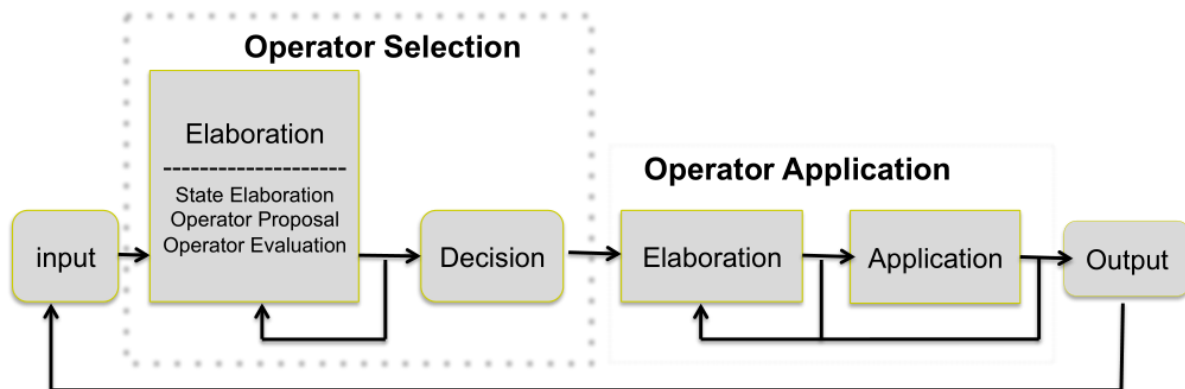 Operator Selection
Elaboration
--------------------
State Elaboration
Operator Proposal
Operator Evaluation
input
Decision
Operator Application
Elaboration
Application
Output